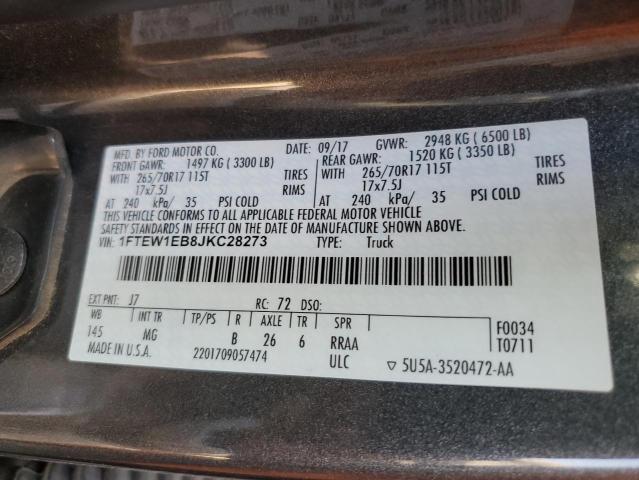 MFD. BY FORD MOTOR CO. DATE: 09/17 GVWR: 2948 KG ( 6500 LB)
FRONT GAWR: 1497 KG ( 3300 LB) REAR GAWR: 1520 KG ( 3350 LB)
WITH 265/70R17 115T TIRES WITH 265/70R17 115T TIRES
17x7.5J RIMS 17x7.5J RIMS
AT 240 kPa/ 35 PSI COLD AT 240 kPa/ 35 PSI COLD
THIS VEHICLE CONFORMS TO ALL APPLICABLE FEDERAL MOTOR VEHICLE
SAFETY STANDARDS IN EFFECT ON THE DATE OF MANUFACTURE SHOWN ABOVE.
VIN: 1FTEW1EB8JKC28273 TYPE: Truck
EXT PNT: J7 RC: 72 DSO:
WB INT TR TP/PS R AXLE TR SPR F0034
145 MG B 26 6 RRAA T0711
MADE IN U.S.A. 2201709057474 ULC ▽ 5U5A-3520472-AA